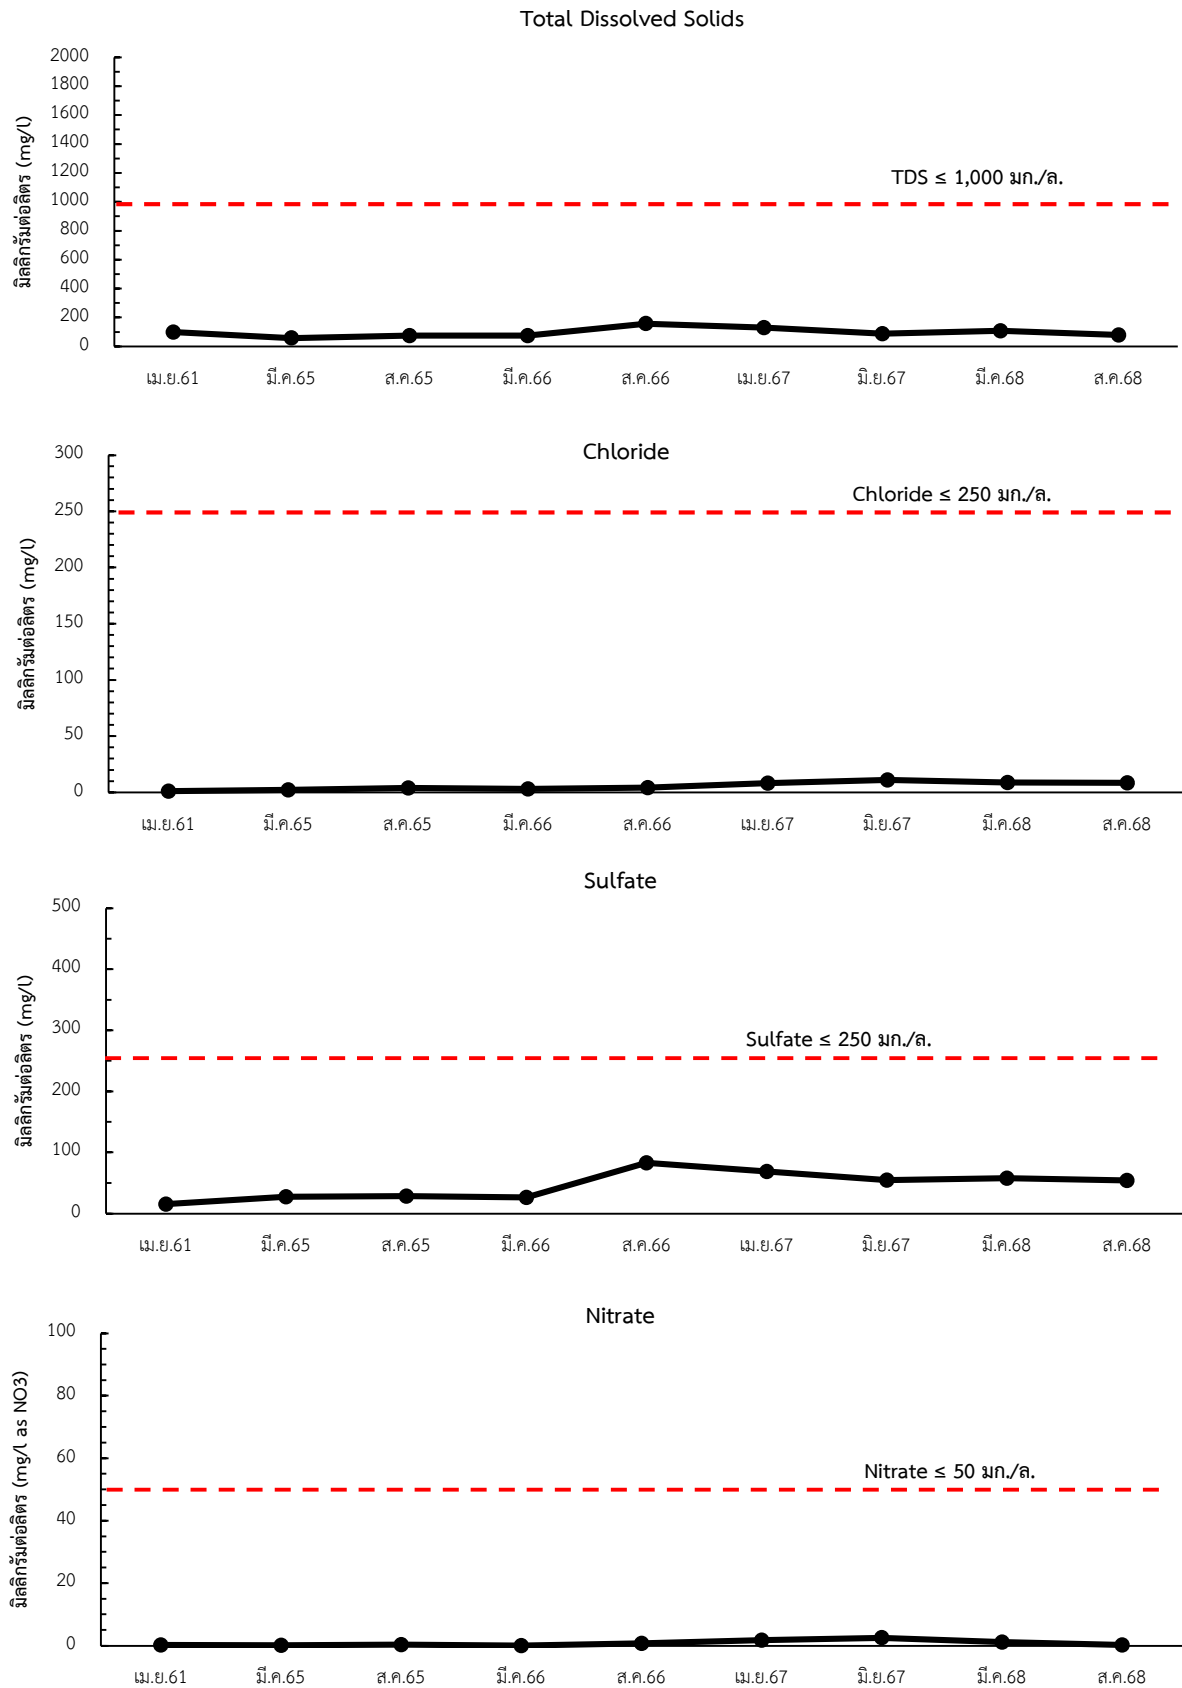 Total Dissolved Solids
มิลลิกรัมต่อลิตร (mg/l)
2000
1800
1600
1400
1200
1000
800
600
400
200
0
TDS ≤ 1,000 มก./ล.
เม.ย.61 มี.ค.65 ส.ค.65 มี.ค.66 ส.ค.66 เม.ย.67 มิ.ย.67 มี.ค.68 ส.ค.68
Chloride
มิลลิกรัมต่อลิตร (mg/l)
300
250
200
150
100
50
0
Chloride ≤ 250 มก./ล.
เม.ย.61 มี.ค.65 ส.ค.65 มี.ค.66 ส.ค.66 เม.ย.67 มิ.ย.67 มี.ค.68 ส.ค.68
Sulfate
มิลลิกรัมต่อลิตร (mg/l)
500
400
300
200
100
0
Sulfate ≤ 250 มก./ล.
เม.ย.61 มี.ค.65 ส.ค.65 มี.ค.66 ส.ค.66 เม.ย.67 มิ.ย.67 มี.ค.68 ส.ค.68
Nitrate
มิลลิกรัมต่อลิตร (mg/l as NO3)
100
80
60
40
20
0
Nitrate ≤ 50 มก./ล.
เม.ย.61 มี.ค.65 ส.ค.65 มี.ค.66 ส.ค.66 เม.ย.67 มิ.ย.67 มี.ค.68 ส.ค.68